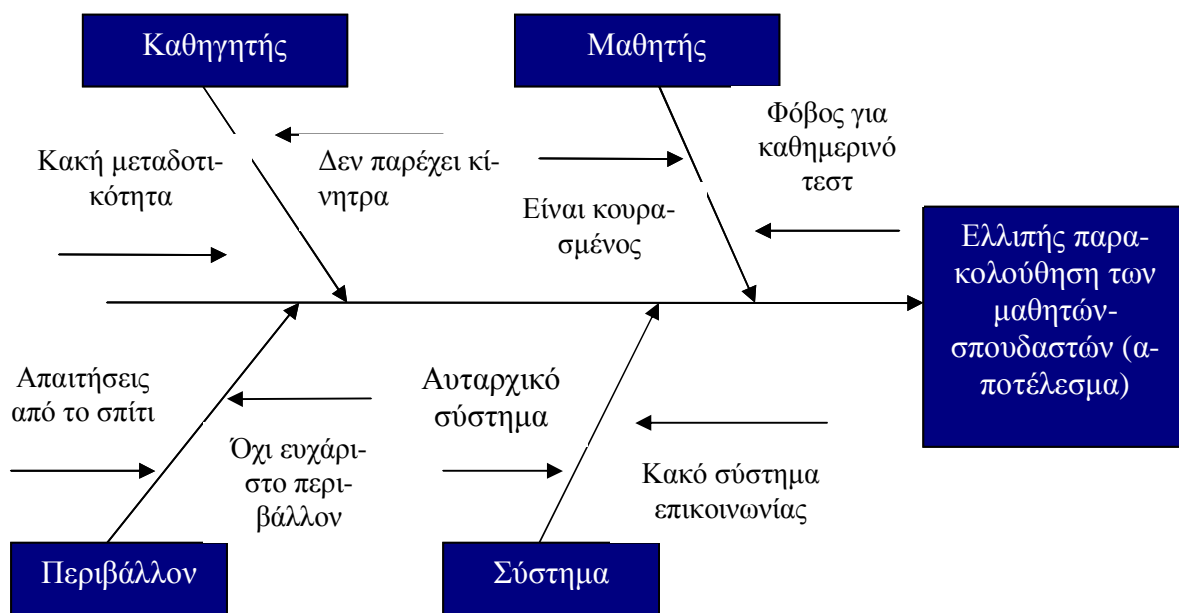 Καθηγητής
Μαθητής
Φόβος για
καθημερινό
τεστ
Κακή μεταδοτι-
κότητα
Δεν παρέχει κί-
νητρα
Είναι κουρα-
σμένος
Ελλιπής παρα-
κολούθηση των
μαθητών-
σπουδαστών (α-
ποτέλεσμα)
Απαιτήσεις
από το σπίτι
Όχι ευχάρι-
στο περι-
βάλλον
Αυταρχικό
σύστημα
Κακό σύστημα
επικοινωνίας
Περιβάλλον
Σύστημα